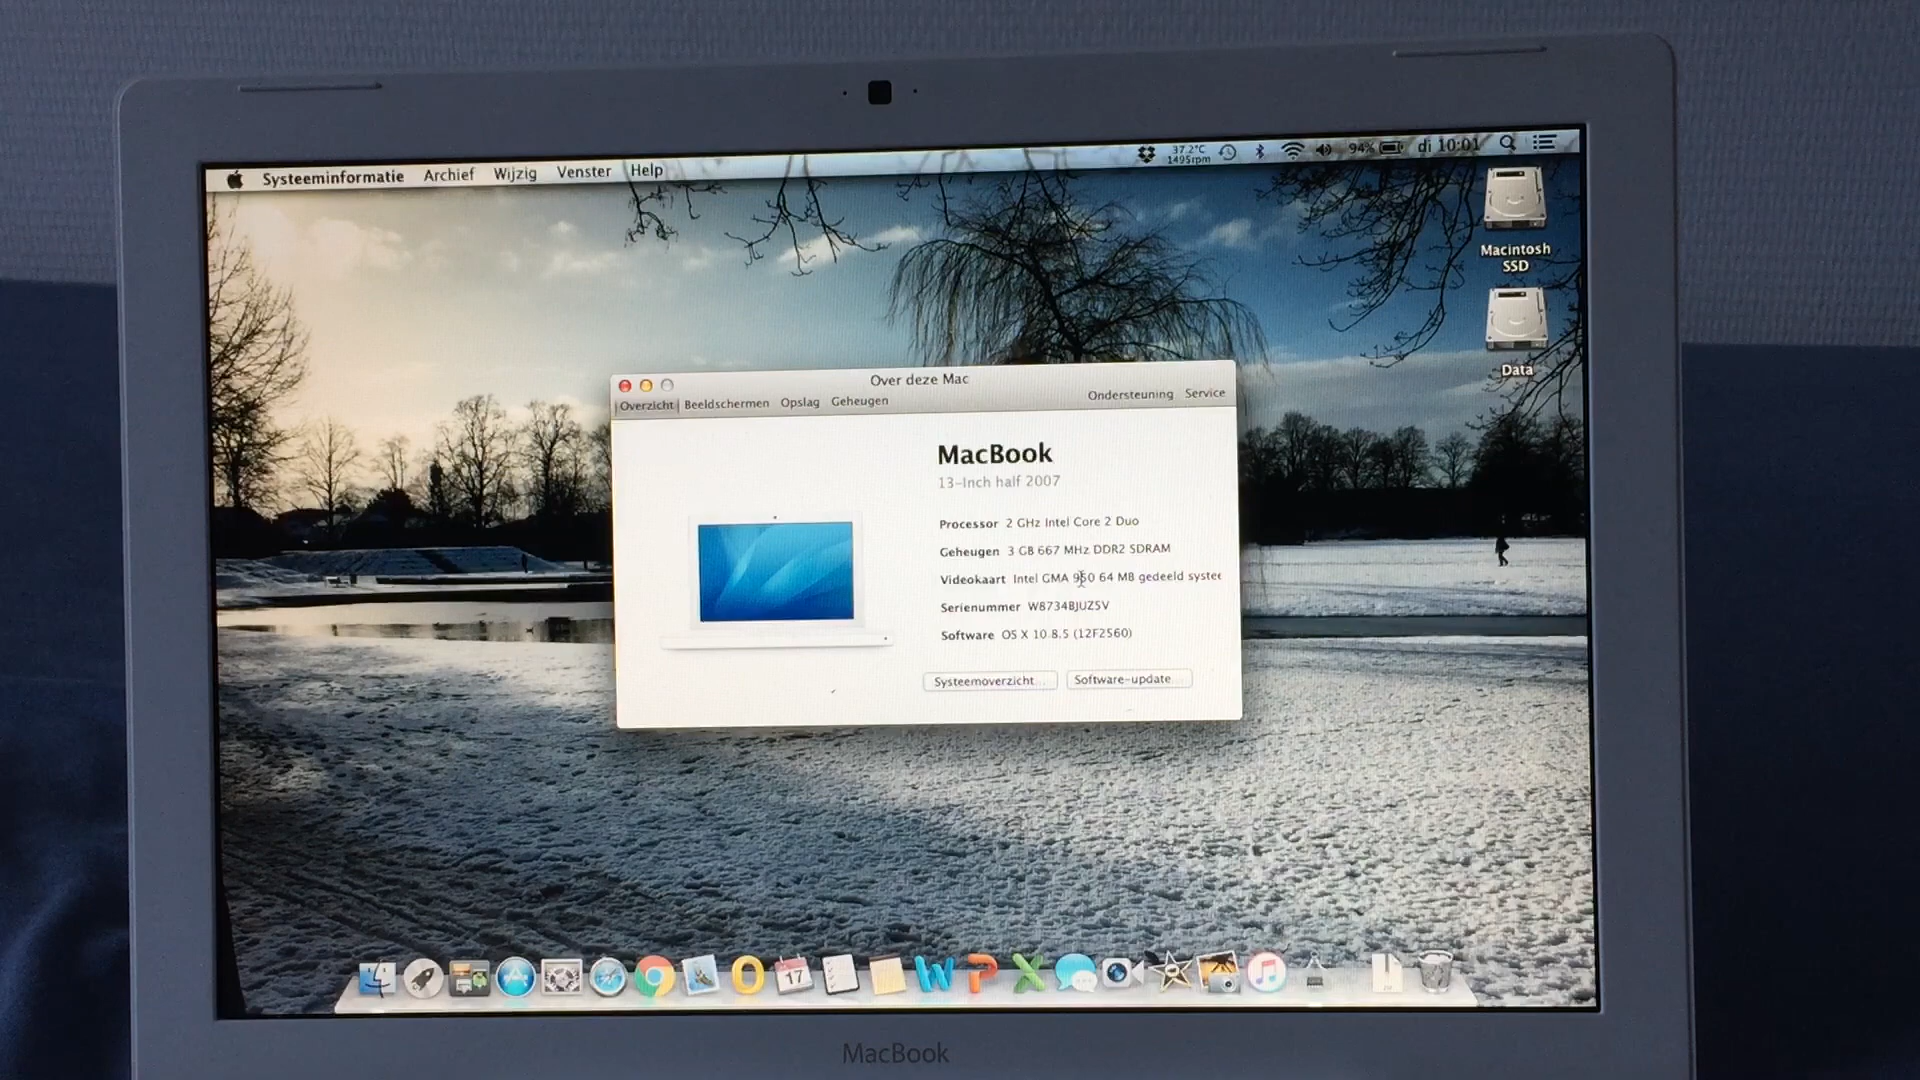 Systeeminformatie Archief Wijzig Venster Help
37.2°C
1495rpm
94% di 10:01
Macintosh
SSD
Data
Over deze Mac
Overzicht Beeldschermen Opslag Geheugen Ondersteuning Service
MacBook
13-Inch half 2007
Processor 2 GHz Intel Core 2 Duo
Geheugen 3 GB 667 MHz DDR2 SDRAM
Videokaart Intel GMA 950 64 MB gedeeld systee
Serienummer W8734BJUZ5V
Software OS X 10.8.5 (12F2560)
Systeemoverzicht... Software-update...
17
MacBook